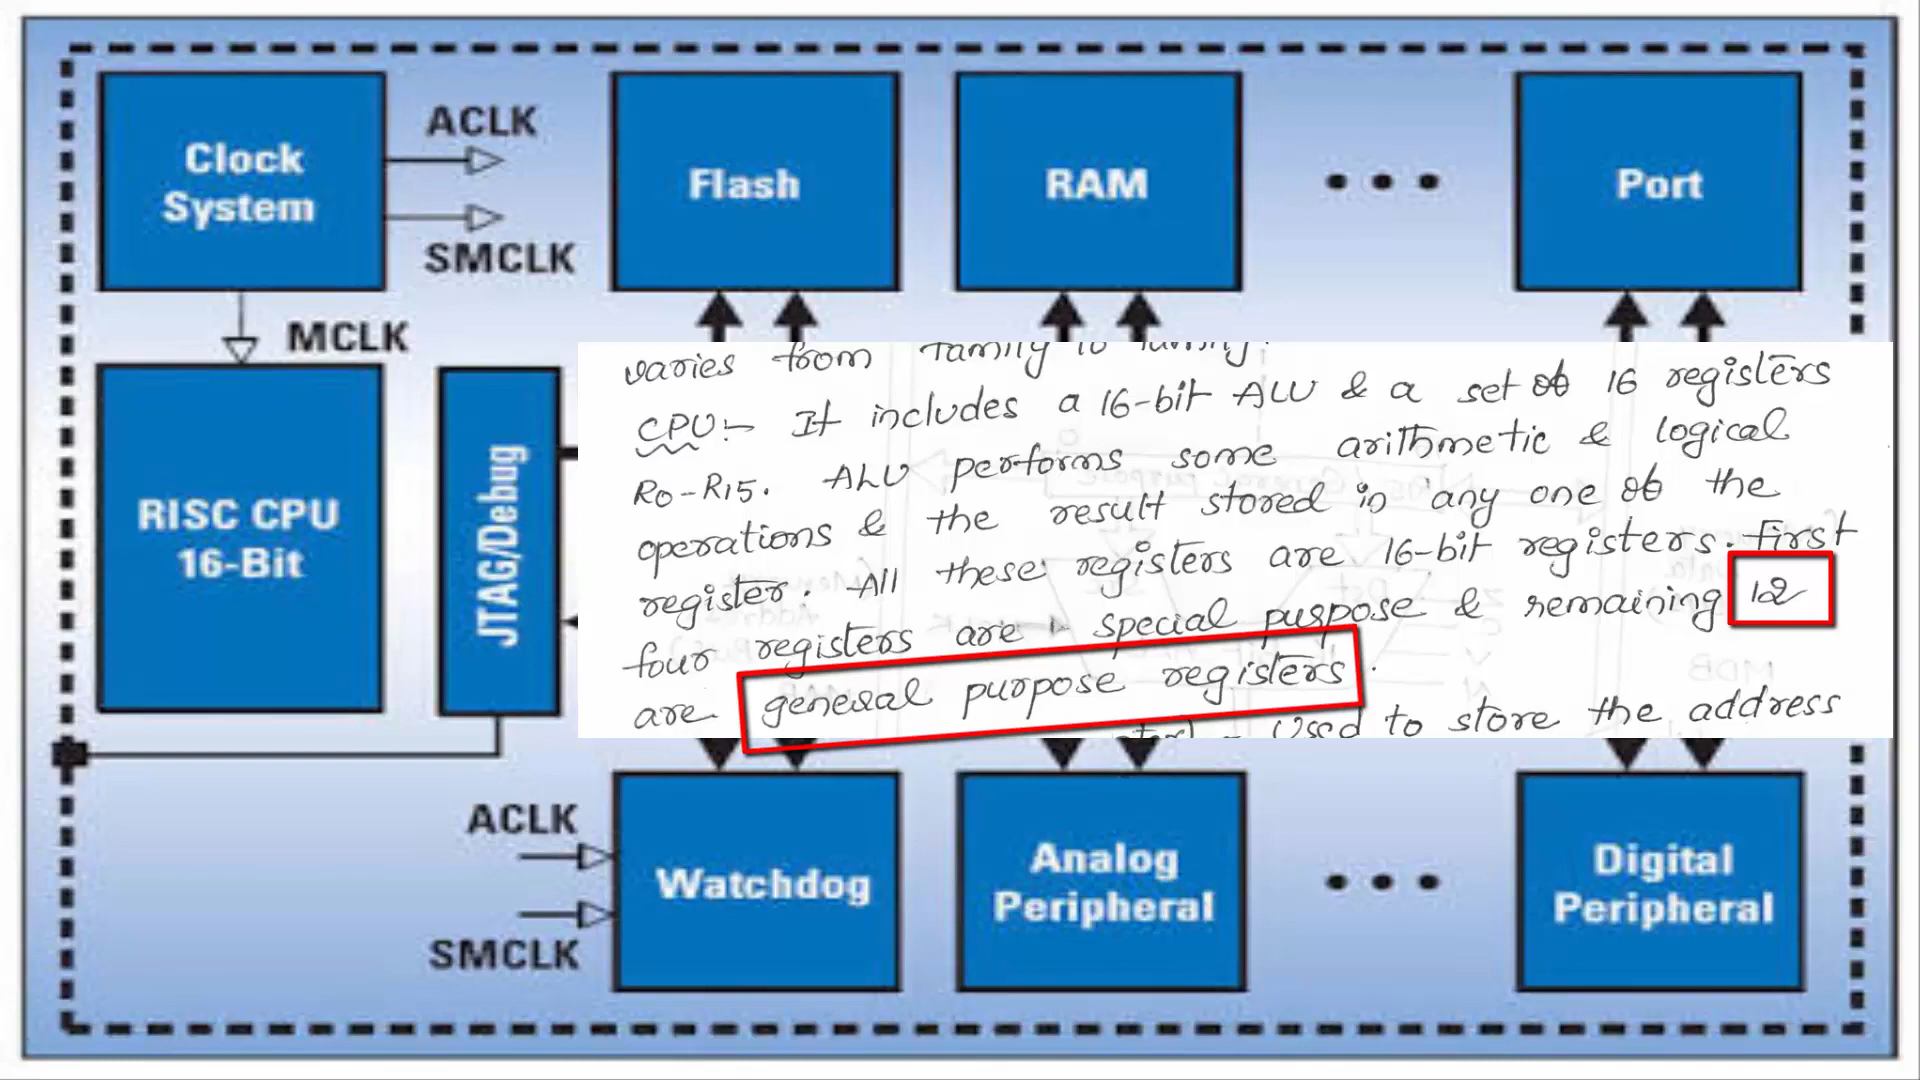 ACLK
Clock
System
SMCLK
Flash
RAM
Port
MCLK
RISC CPU
16-Bit
JTAG/Debug
varies from family to family.
CPU:- It includes a 16-bit ALU & a set of 16 registers
R0-R15. ALU performs some arithmetic & logical
operations & the result stored in any one of the
register. All these registers are 16-bit registers. First
four registers are special purpose & remaining 12
are general purpose registers.
Used to store the address
ACLK
SMCLK
Watchdog
Analog
Peripheral
Digital
Peripheral